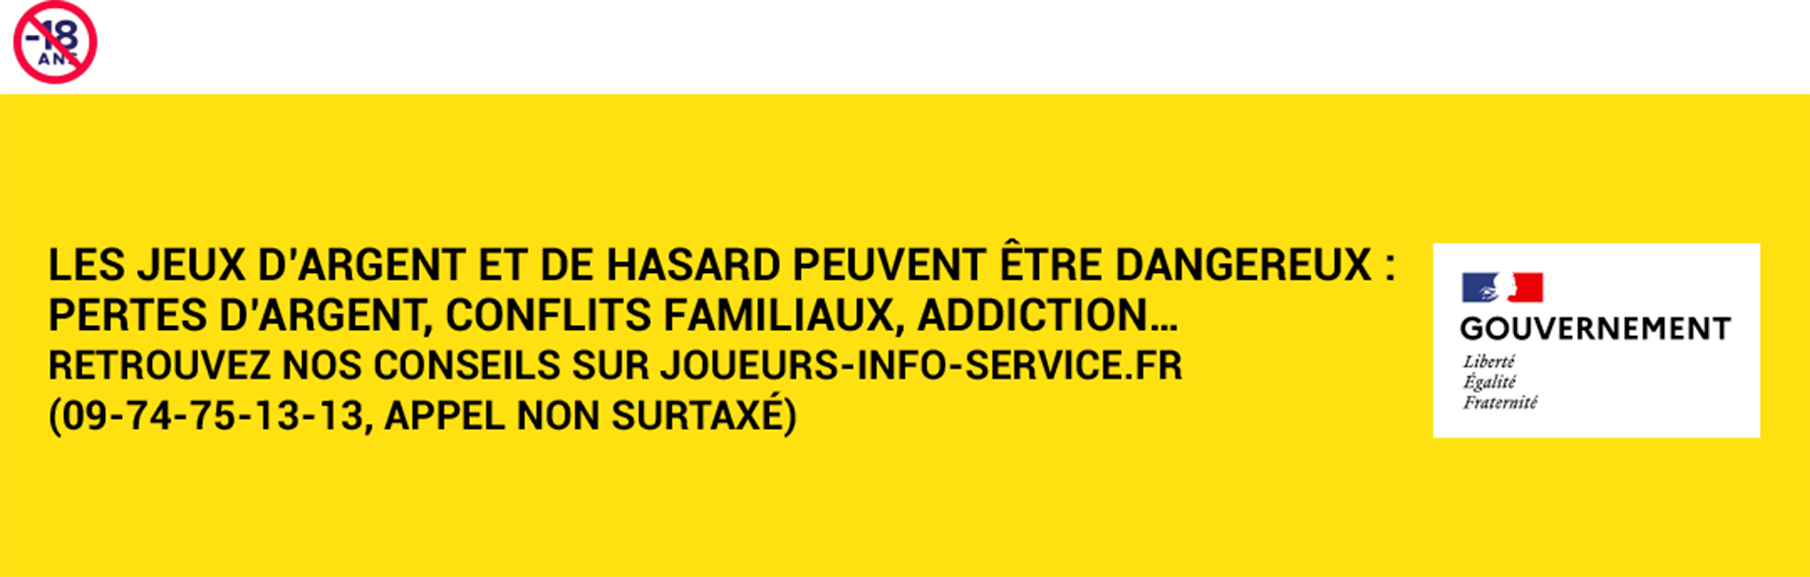 -18
ANS
LES JEUX D'ARGENT ET DE HASARD PEUVENT ÊTRE DANGEREUX :
PERTES D'ARGENT, CONFLITS FAMILIAUX, ADDICTION...
RETROUVEZ NOS CONSEILS SUR JOUEURS-INFO-SERVICE.FR
(09-74-75-13-13, APPEL NON SURTAXÉ)
GOUVERNEMENT
Liberté
Égalité
Fraternité